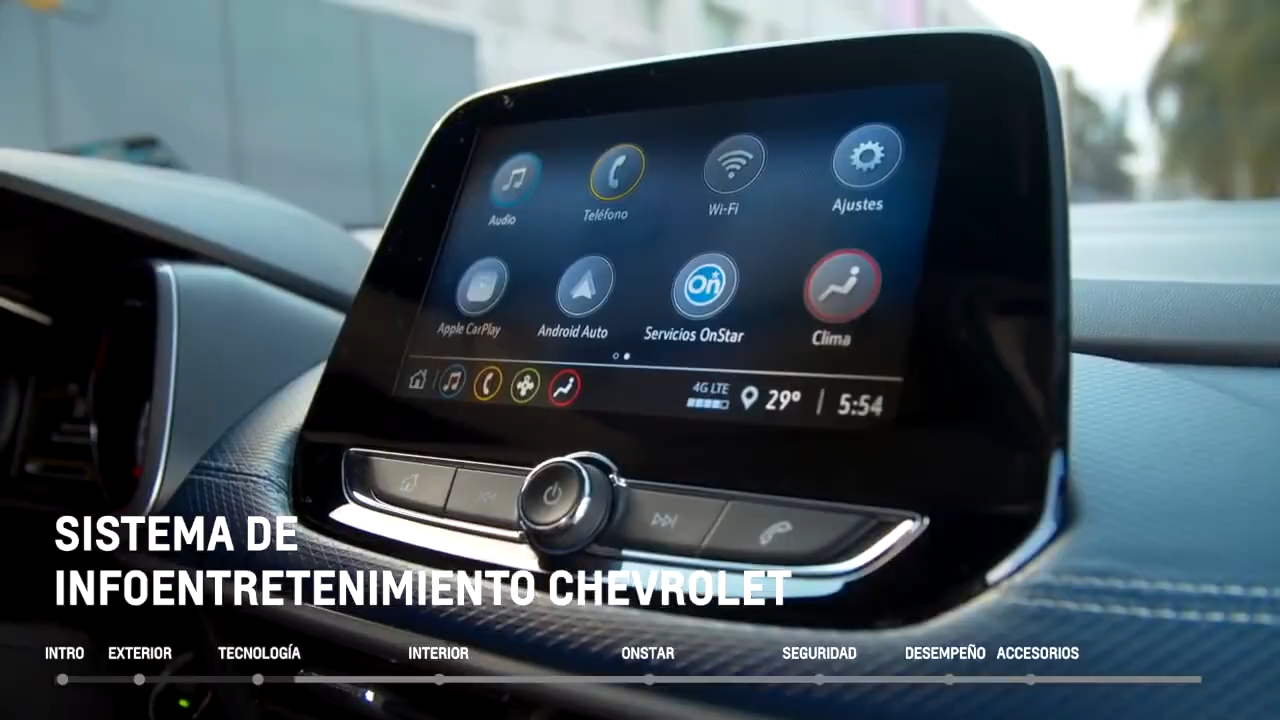 Audio
Teléfono
Wi-Fi
Ajustes
Apple CarPlay
Android Auto
On
Servicios OnStar
Clima
4G LTE
29°
5:54
SISTEMA DE
INFOENTRETENIMIENTO CHEVROLET
INTRO EXTERIOR TECNOLOGÍA INTERIOR ONSTAR SEGURIDAD DESEMPEÑO ACCESORIOS